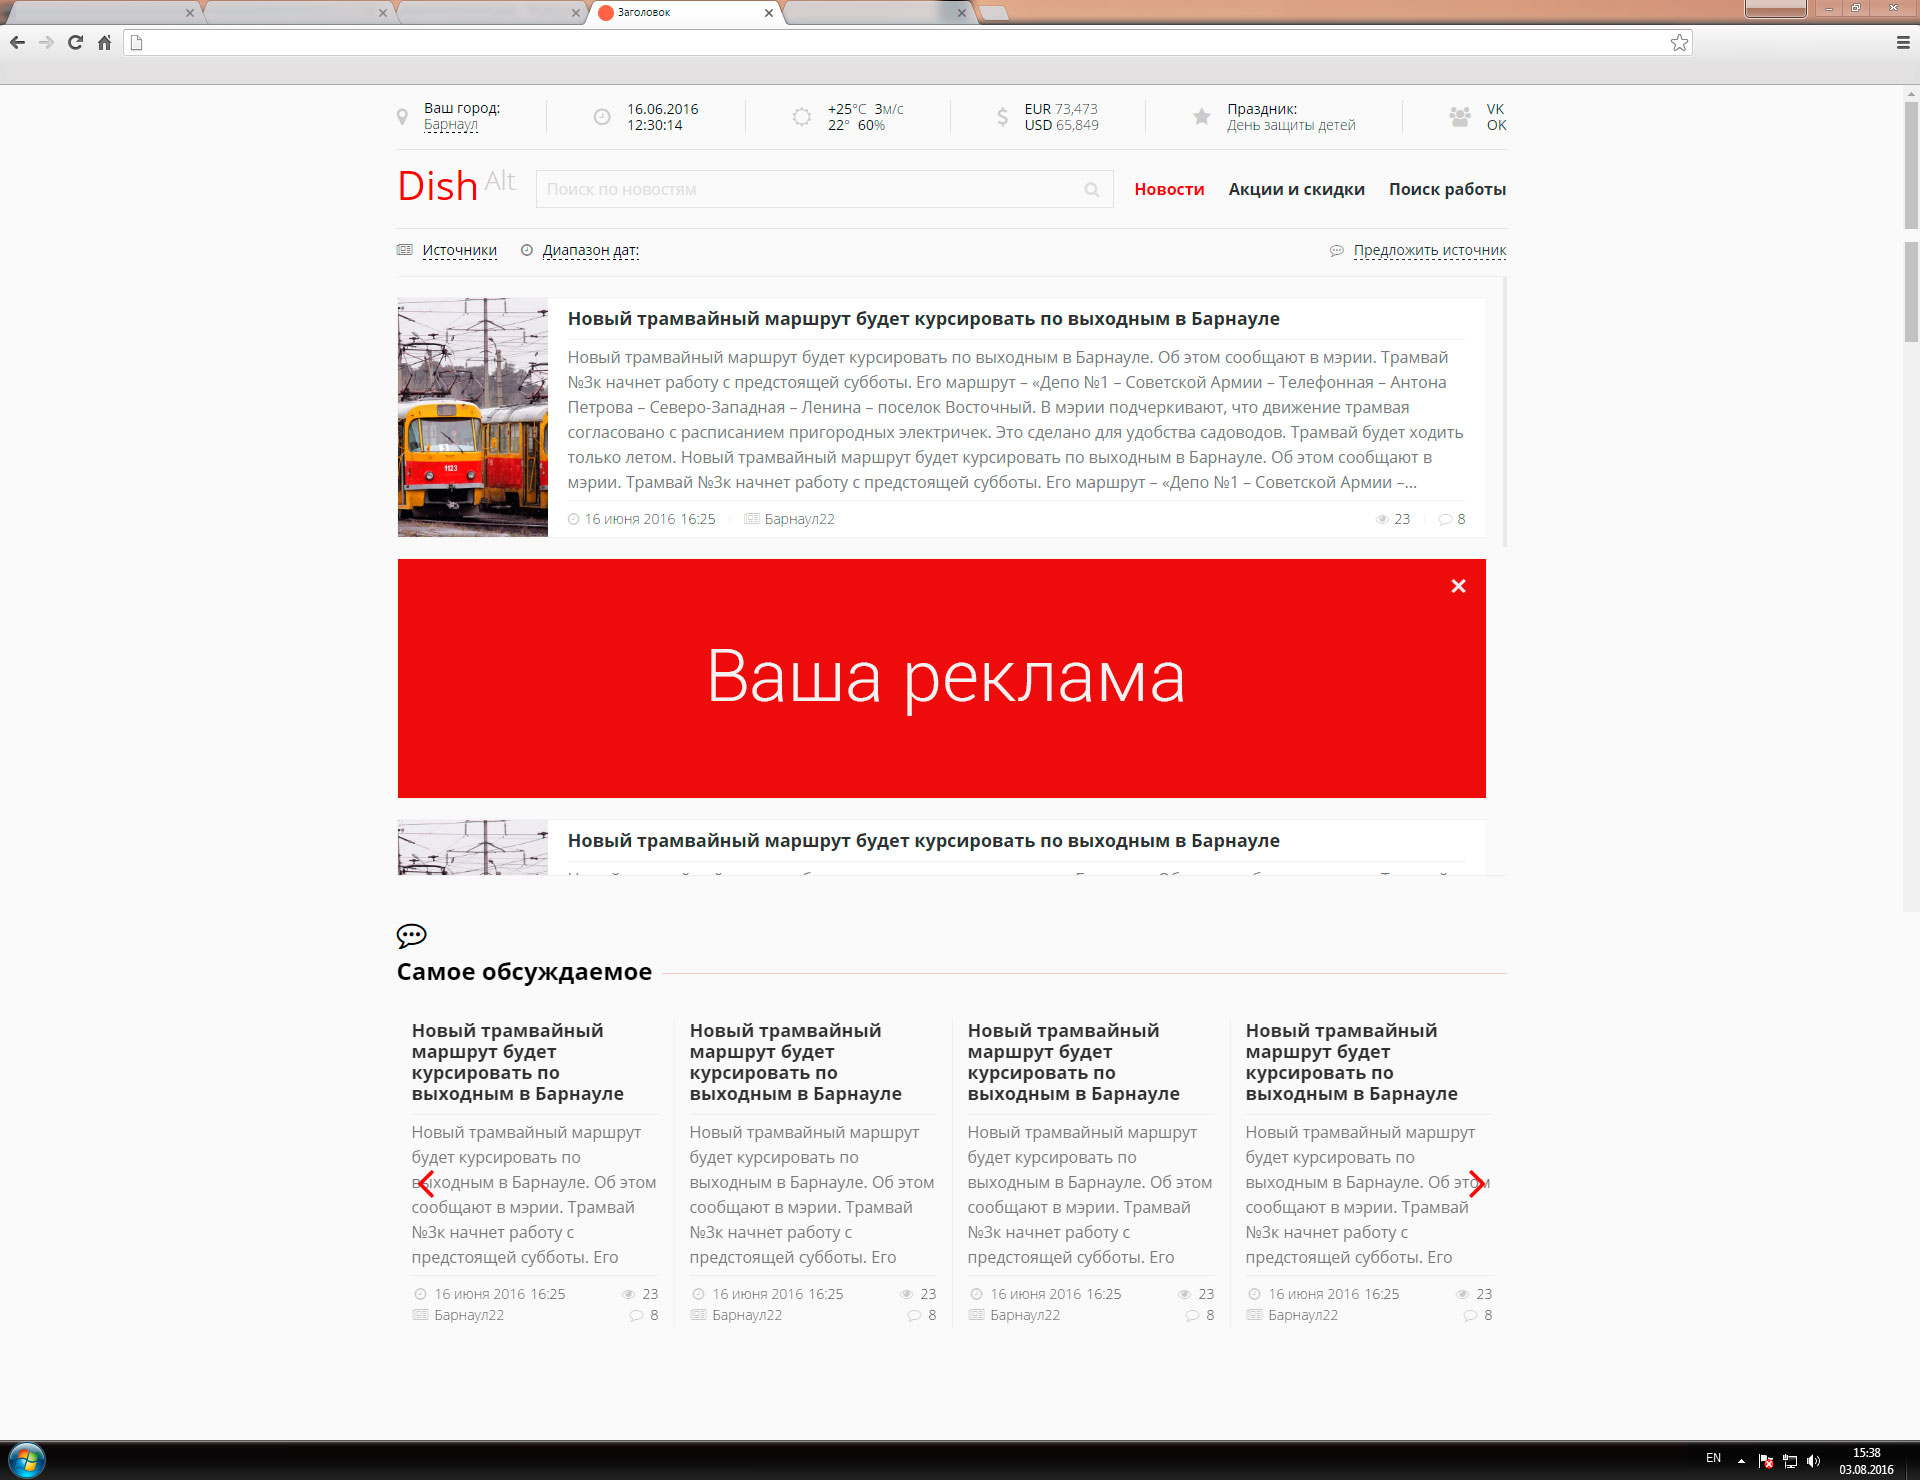 Заголовок
Ваш город:
Барнаул
16.06.2016
12:30:14
+25°C 3м/с
22° 60%
EUR 73,473
USD 65,849
Праздник:
День защиты детей
VK
OK
Dish Alt
Поиск по новостям
Новости Акции и скидки Поиск работы
Источники Диапазон дат: Предложить источник
Новый трамвайный маршрут будет курсировать по выходным в Барнауле
Новый трамвайный маршрут будет курсировать по выходным в Барнауле. Об этом сообщают в мэрии. Трамвай
№3к начнет работу с предстоящей субботы. Его маршрут – «Депо №1 – Советской Армии – Телефонная – Антона
Петрова – Северо-Западная – Ленина – поселок Восточный. В мэрии подчеркивают, что движение трамвая
согласовано с расписанием пригородных электричек. Это сделано для удобства садоводов. Трамвай будет ходить
только летом. Новый трамвайный маршрут будет курсировать по выходным в Барнауле. Об этом сообщают в
мэрии. Трамвай №3к начнет работу с предстоящей субботы. Его маршрут – «Депо №1 – Советской Армии –...
1123
16 июня 2016 16:25 Барнаул22 23 8
Ваша реклама
Новый трамвайный маршрут будет курсировать по выходным в Барнауле
Самое обсуждаемое
Новый трамвайный
маршрут будет
курсировать по
выходным в Барнауле
Новый трамвайный маршрут
будет курсировать по
выходным в Барнауле. Об этом
сообщают в мэрии. Трамвай
№3к начнет работу с
предстоящей субботы. Его
16 июня 2016 16:25 23
Барнаул22 8
Новый трамвайный
маршрут будет
курсировать по
выходным в Барнауле
Новый трамвайный маршрут
будет курсировать по
выходным в Барнауле. Об этом
сообщают в мэрии. Трамвай
№3к начнет работу с
предстоящей субботы. Его
16 июня 2016 16:25 23
Барнаул22 8
Новый трамвайный
маршрут будет
курсировать по
выходным в Барнауле
Новый трамвайный маршрут
будет курсировать по
выходным в Барнауле. Об этом
сообщают в мэрии. Трамвай
№3к начнет работу с
предстоящей субботы. Его
16 июня 2016 16:25 23
Барнаул22 8
Новый трамвайный
маршрут будет
курсировать по
выходным в Барнауле
Новый трамвайный маршрут
будет курсировать по
выходным в Барнауле. Об этом
сообщают в мэрии. Трамвай
№3к начнет работу с
предстоящей субботы. Его
16 июня 2016 16:25 23
Барнаул22 8
EN
15:38
03.08.2016